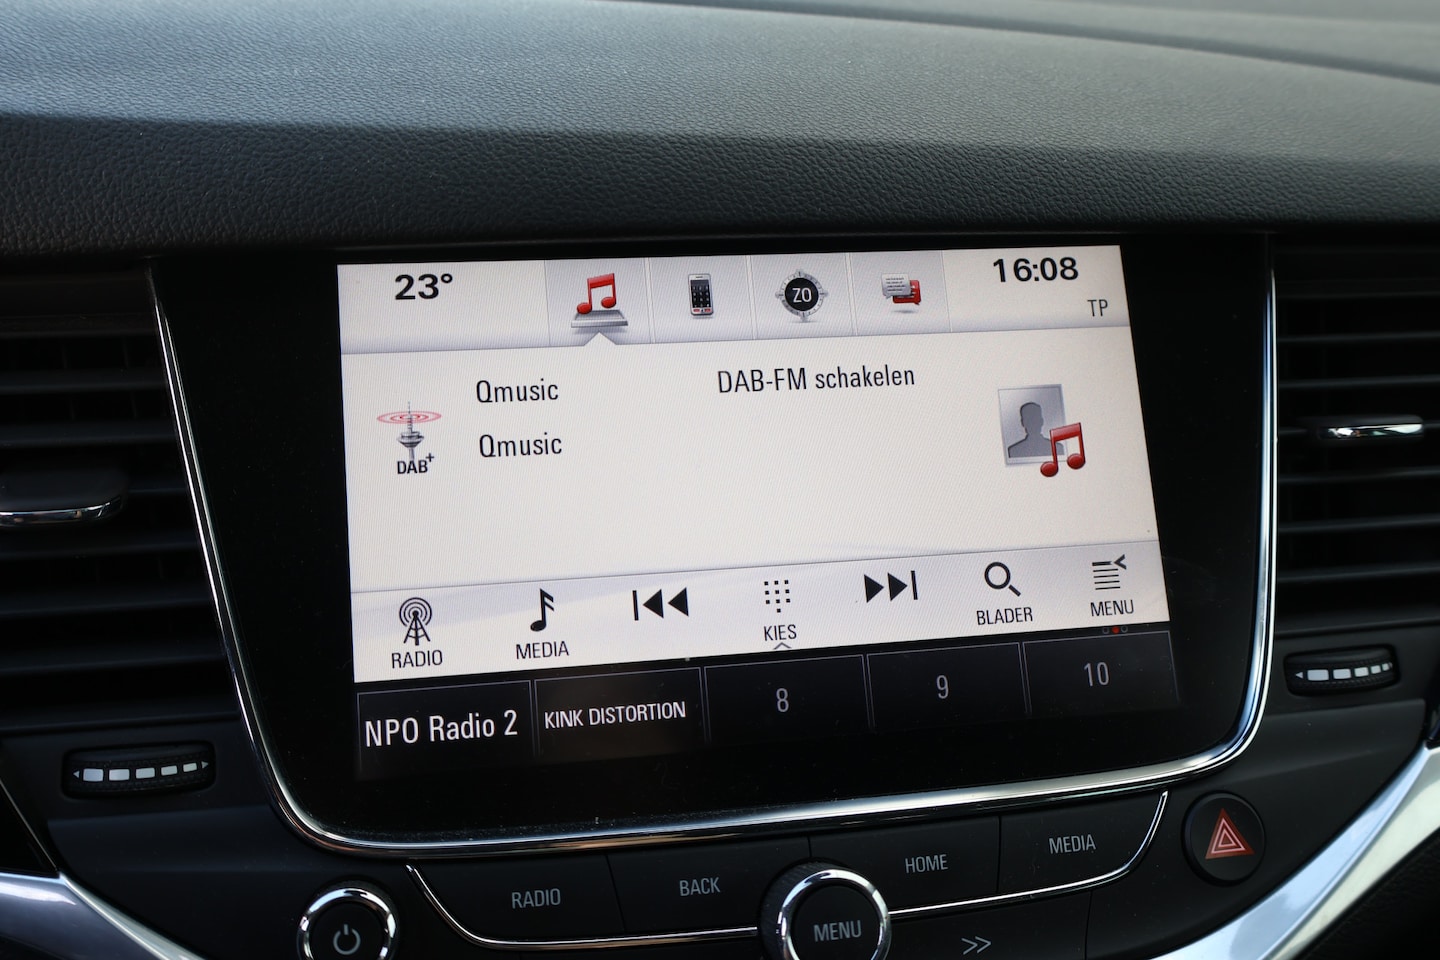 23°
ZO
16:08
TP
Qmusic
DAB-FM schakelen
Qmusic
DAB+
RADIO
MEDIA
KIES
BLADER
MENU
NPO Radio 2
KINK DISTORTION
8
9
10
RADIO
BACK
MENU
HOME
MEDIA